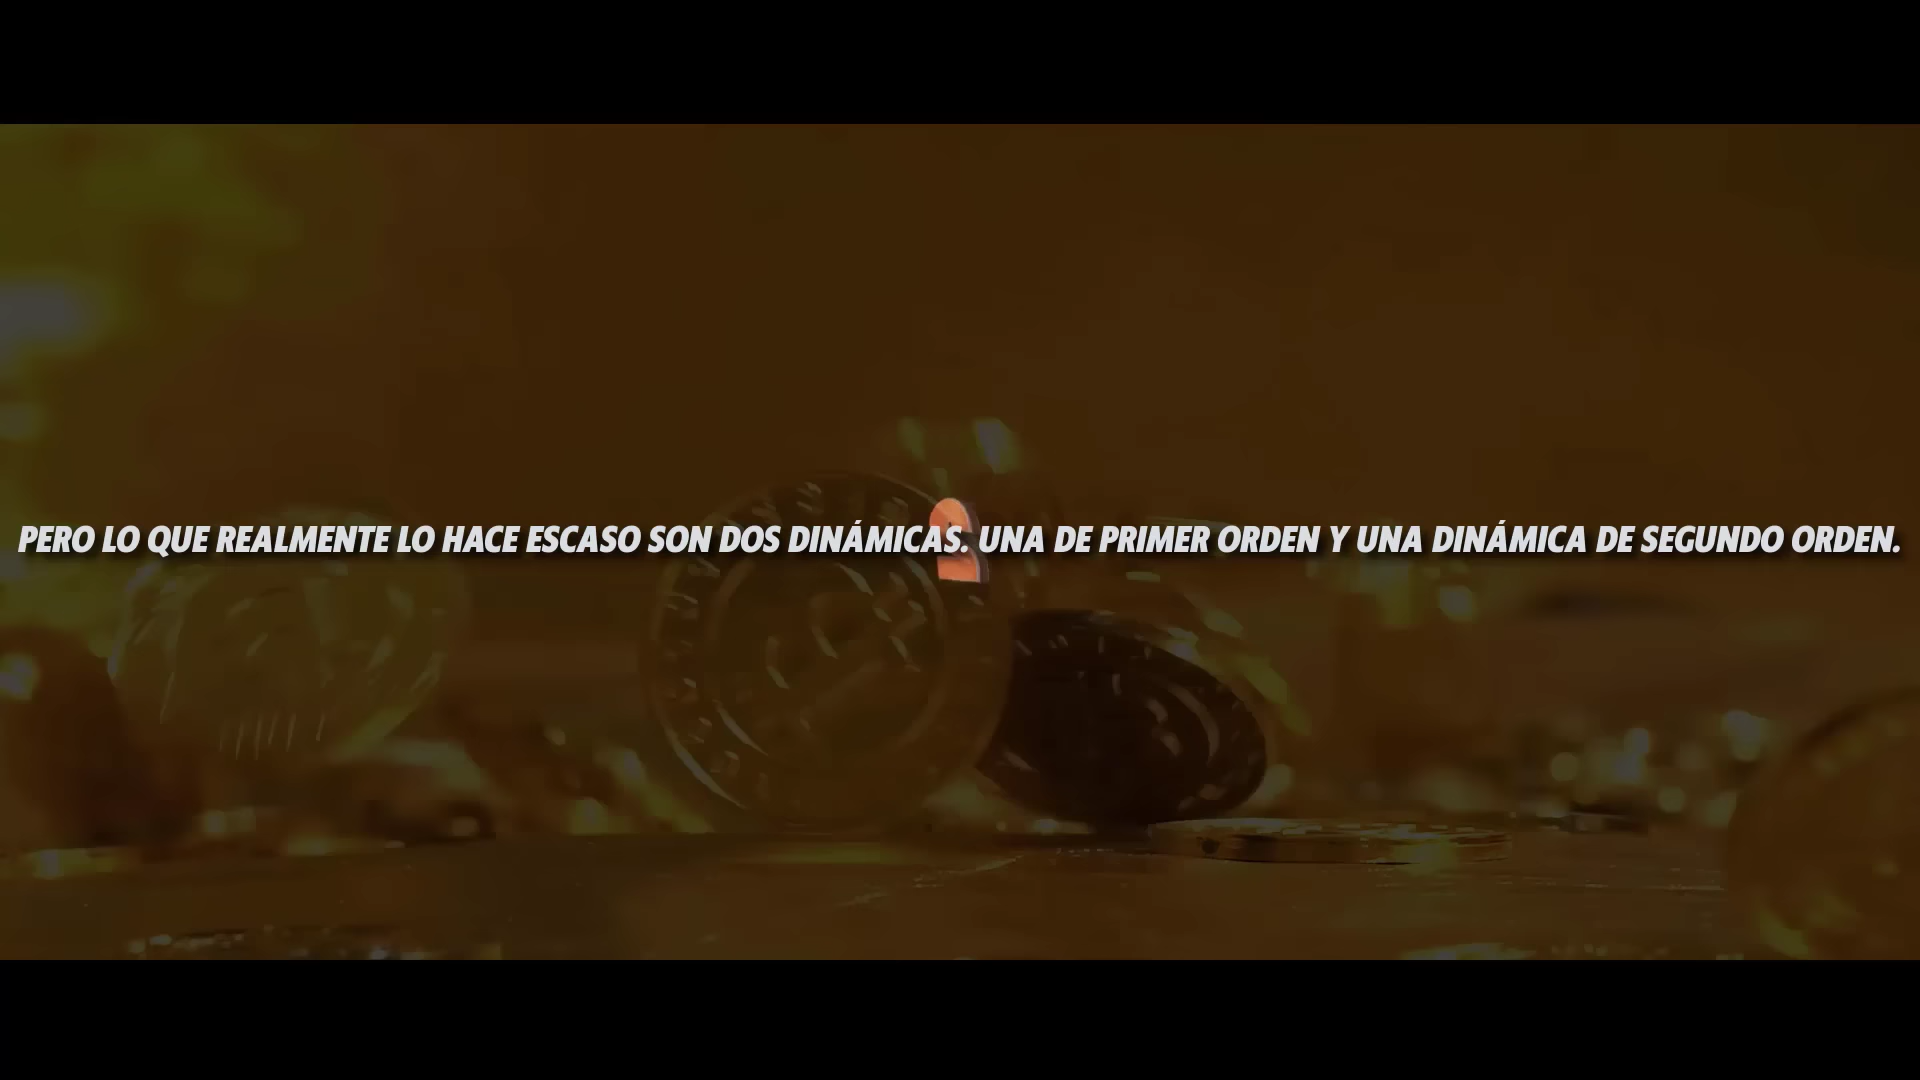 PERO LO QUE REALMENTE LO HACE ESCASO SON DOS DINÁMICAS. UNA DE PRIMER ORDEN Y UNA DINÁMICA DE SEGUNDO ORDEN.